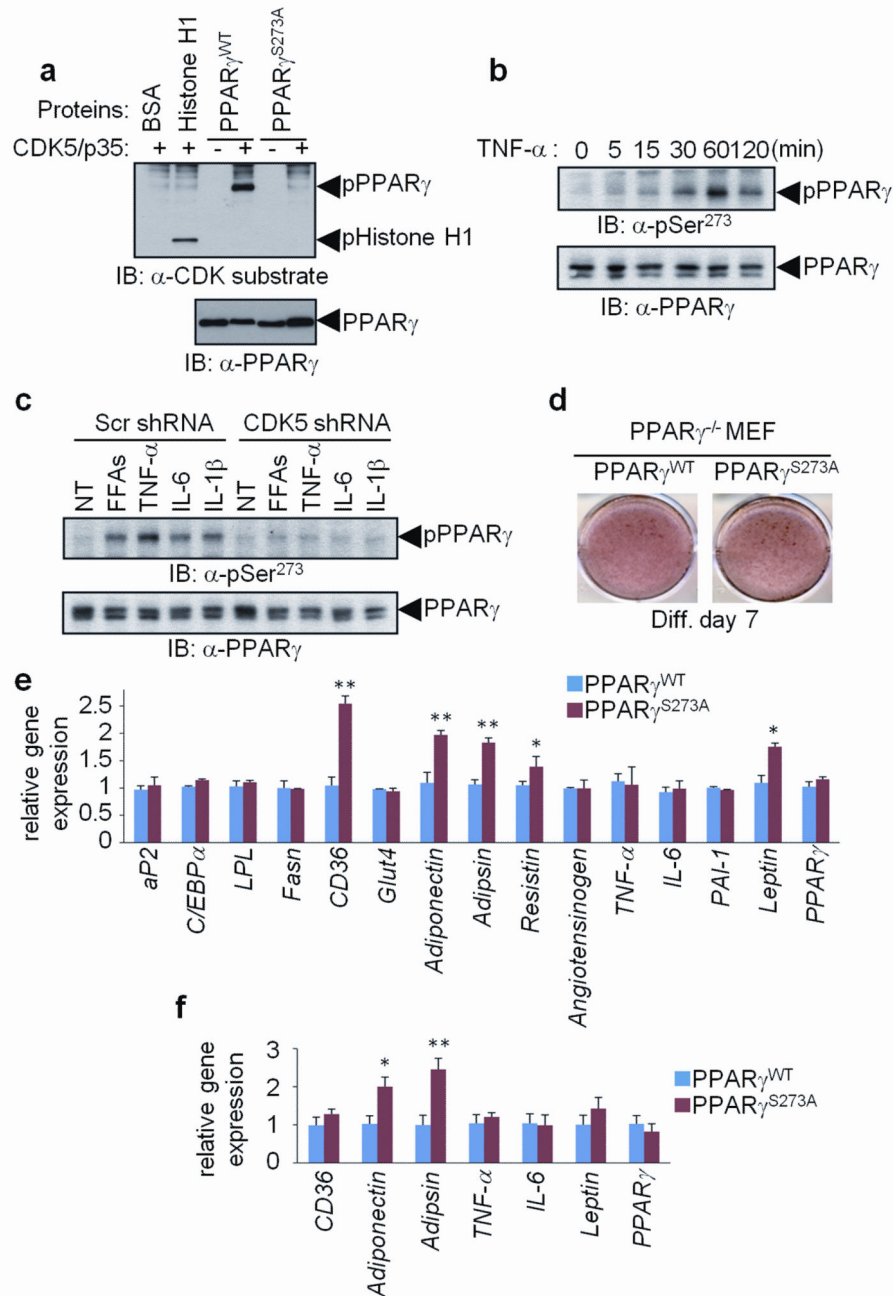 a
Proteins: BSA Histone H1 PPARγWT PPARγS273A
CDK5/p35: + + - + - +
pPPARγ
pHistone H1
IB: α-CDK substrate
PPARγ
IB: α-PPARγ
b
TNF-α : 0 5 15 30 60 120 (min)
pPPARγ
IB: α-pSer273
PPARγ
IB: α-PPARγ
c
Scr shRNA CDK5 shRNA
NT FFAs TNF-α IL-6 IL-1β NT FFAs TNF-α IL-6 IL-1β
pPPARγ
IB: α-pSer273
PPARγ
IB: α-PPARγ
d
PPARγ-/- MEF
PPARγWT PPARγS273A
Diff. day 7
e
relative gene
expression
2.5
2
1.5
1
0.5
0
** ** ** * *
PPARγWT
PPARγS273A
aP2 C/EBPα LPL Fasn CD36 Glut4 Adiponectin Adipsin Resistin Angiotensinogen TNF-α IL-6 PAI-1 Leptin PPARγ
f
relative gene
expression
3
2
1
0
* **
PPARγWT
PPARγS273A
CD36 Adiponectin Adipsin TNF-α IL-6 Leptin PPARγ